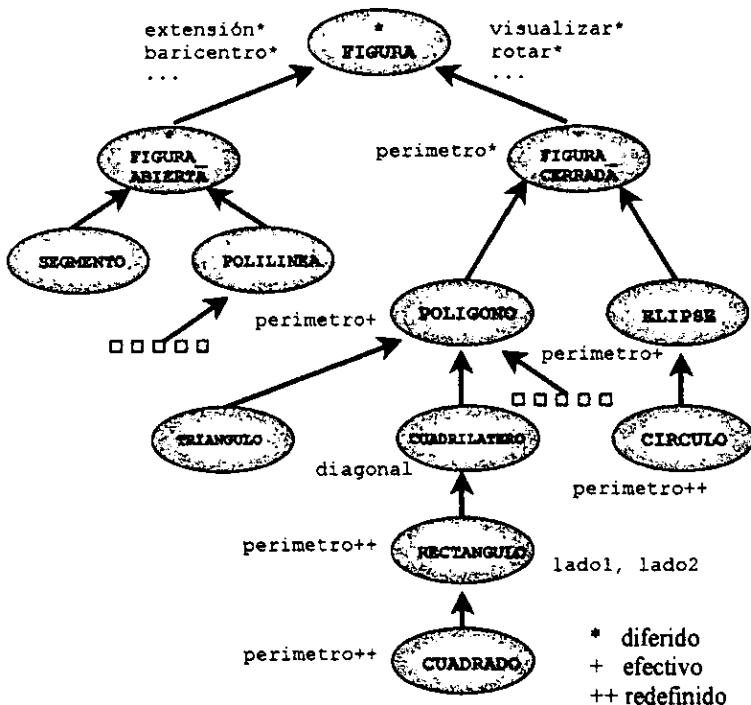 extensión*
baricentro*
...
*
FIGURA
visualizar*
rotar*
...
*
FIGURA_
ABIERTA
perimetro*
*
FIGURA_
CERRADA
SEGMENTO
POLILINEA
perimetro+
POLIGONO
ELIPSE
perimetro+
TRIANGULO
CUADRILATERO
CIRCULO
diagonal
perimetro++
perimetro++
RECTANGULO
lado1, lado2
perimetro++
CUADRADO
* diferido
+ efectivo
++ redefinido